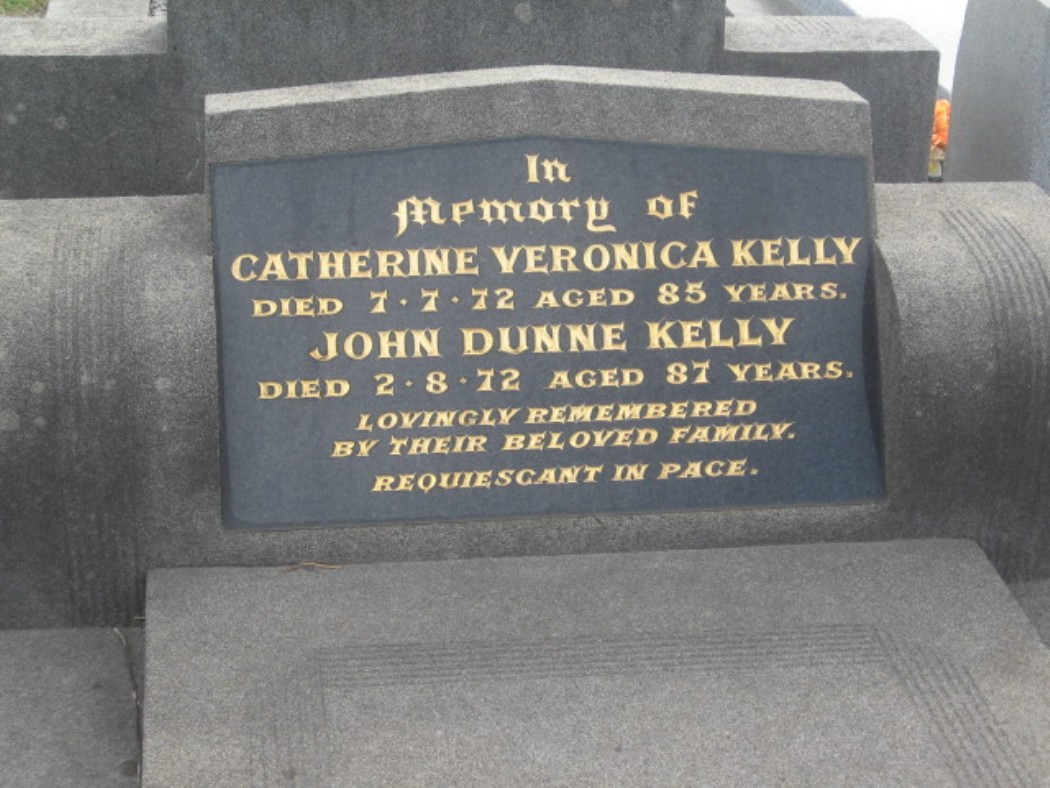 In
Memory of
CATHERINE VERONICA KELLY
DIED 7·7·72 AGED 85 YEARS.
JOHN DUNNE KELLY
DIED 2·8·72 AGED 87 YEARS.
LOVINGLY REMEMBERED
BY THEIR BELOVED FAMILY.
REQUIESCANT IN PACE.